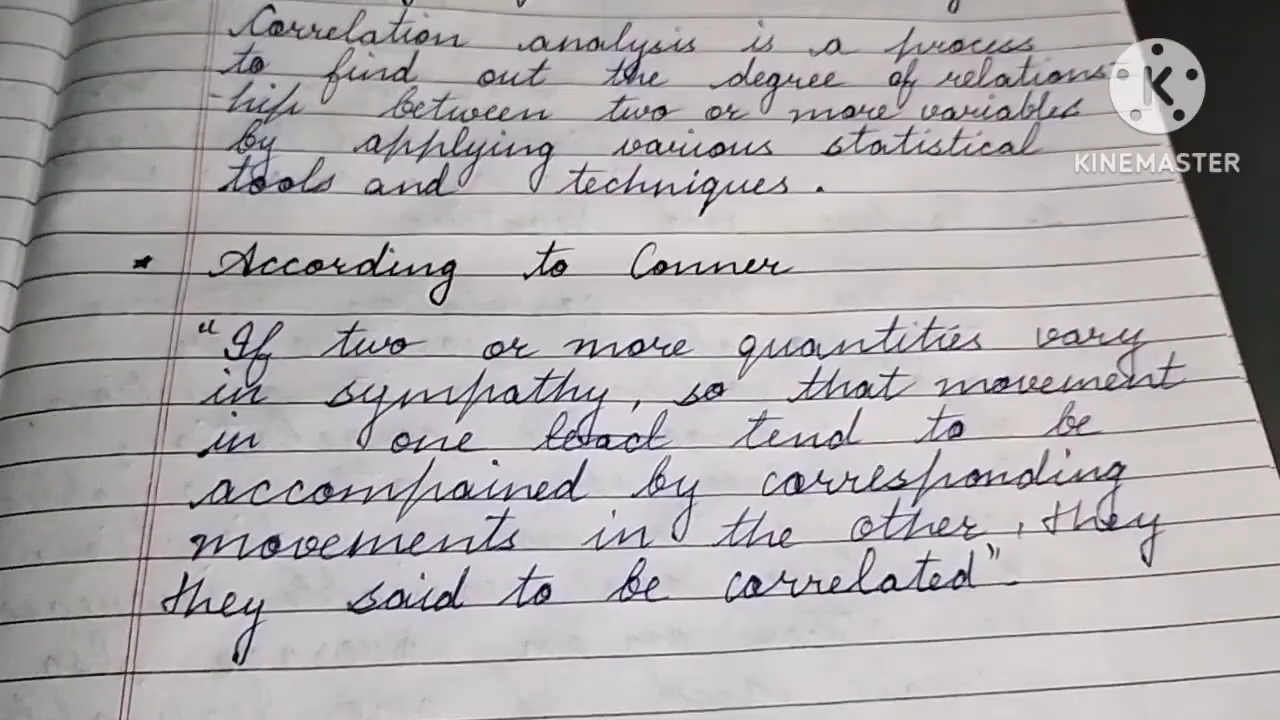 Correlation analysis is a process
to find out the degree of relations
-hip between two or more variables
by applying various statistical
tools and techniques.
* According to Conner
"If two or more quantities vary
in sympathy, so that movement
in one tend to be
accompained by corresponding
movements in the other, they
they said to be correlated".
K
KINEMASTER